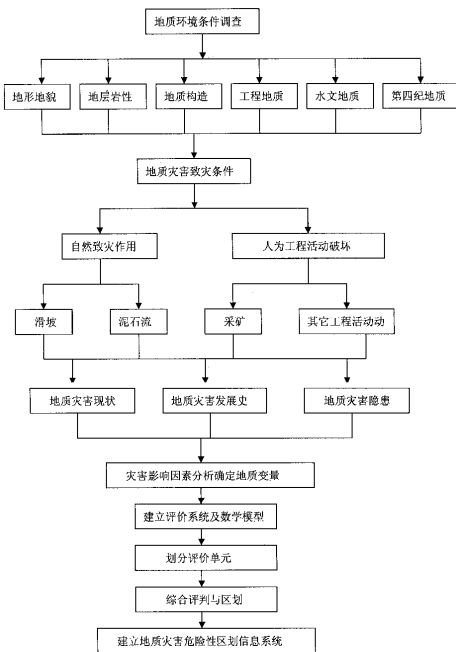 地质环境条件调查
地形地貌
地层岩性
地质构造
工程地质
水文地质
第四纪地质
地质灾害致灾条件
自然致灾作用
人为工程活动破坏
滑坡
泥石流
采矿
其它工程活动动
地质灾害现状
地质灾害发展史
地质灾害隐患
灾害影响因素分析确定地质变量
建立评价系统及数学模型
划分评价单元
综合评判与区划
建立地质灾害危险性区划信息系统